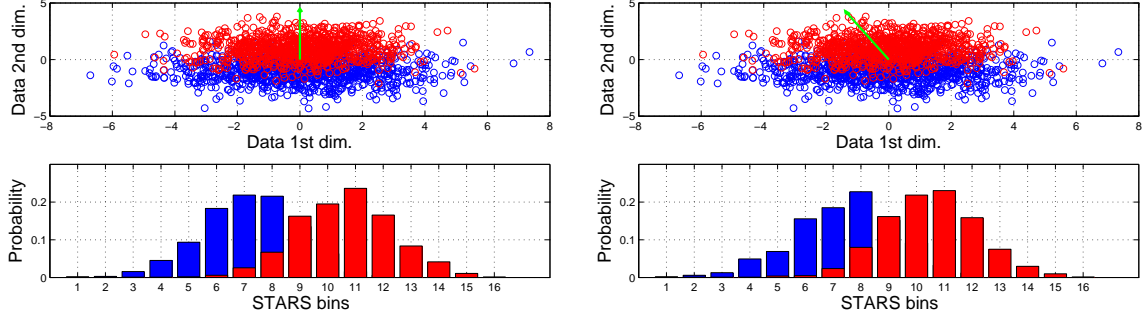 5
0
−5
Data 2nd dim.
−8 −6 −4 −2 0 2 4 6 8
Data 1st dim.
0.2
0.1
0
Probability
1 2 3 4 5 6 7 8 9 10 11 12 13 14 15 16
STARS bins
5
0
−5
Data 2nd dim.
−8 −6 −4 −2 0 2 4 6 8
Data 1st dim.
0.2
0.1
0
Probability
1 2 3 4 5 6 7 8 9 10 11 12 13 14 15 16
STARS bins